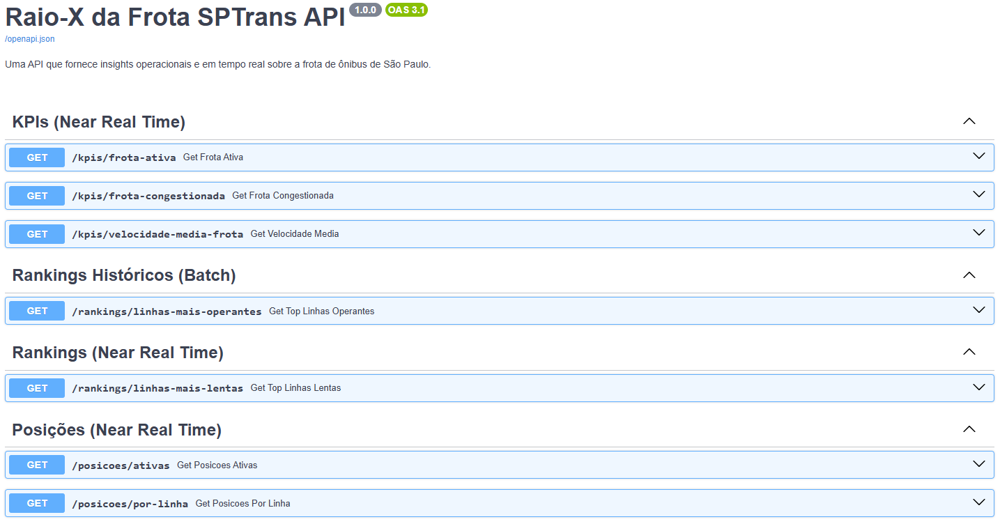 Raio-X da Frota SPTrans API 1.0.0 OAS 3.1
/openapi.json
Uma API que fornece insights operacionais e em tempo real sobre a frota de ônibus de São Paulo.
KPIs (Near Real Time)
GET /kpis/frota-ativa Get Frota Ativa
GET /kpis/frota-congestionada Get Frota Congestionada
GET /kpis/velocidade-media-frota Get Velocidade Media
Rankings Históricos (Batch)
GET /rankings/linhas-mais-operantes Get Top Linhas Operantes
Rankings (Near Real Time)
GET /rankings/linhas-mais-lentas Get Top Linhas Lentas
Posições (Near Real Time)
GET /posicoes/ativas Get Posicoes Ativas
GET /posicoes/por-linha Get Posicoes Por Linha